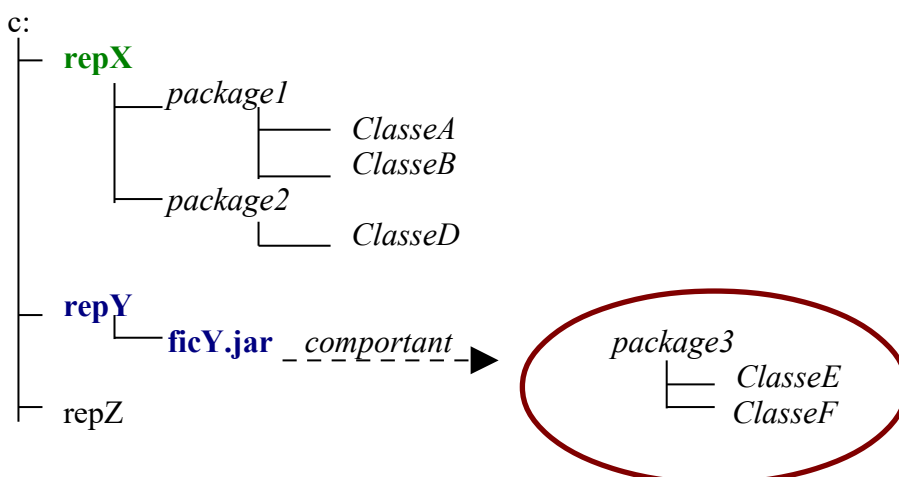 c:
repX
package1
ClasseA
ClasseB
package2
ClasseD
repY
ficY.jar comportant package3
ClasseE
ClasseF
repZ